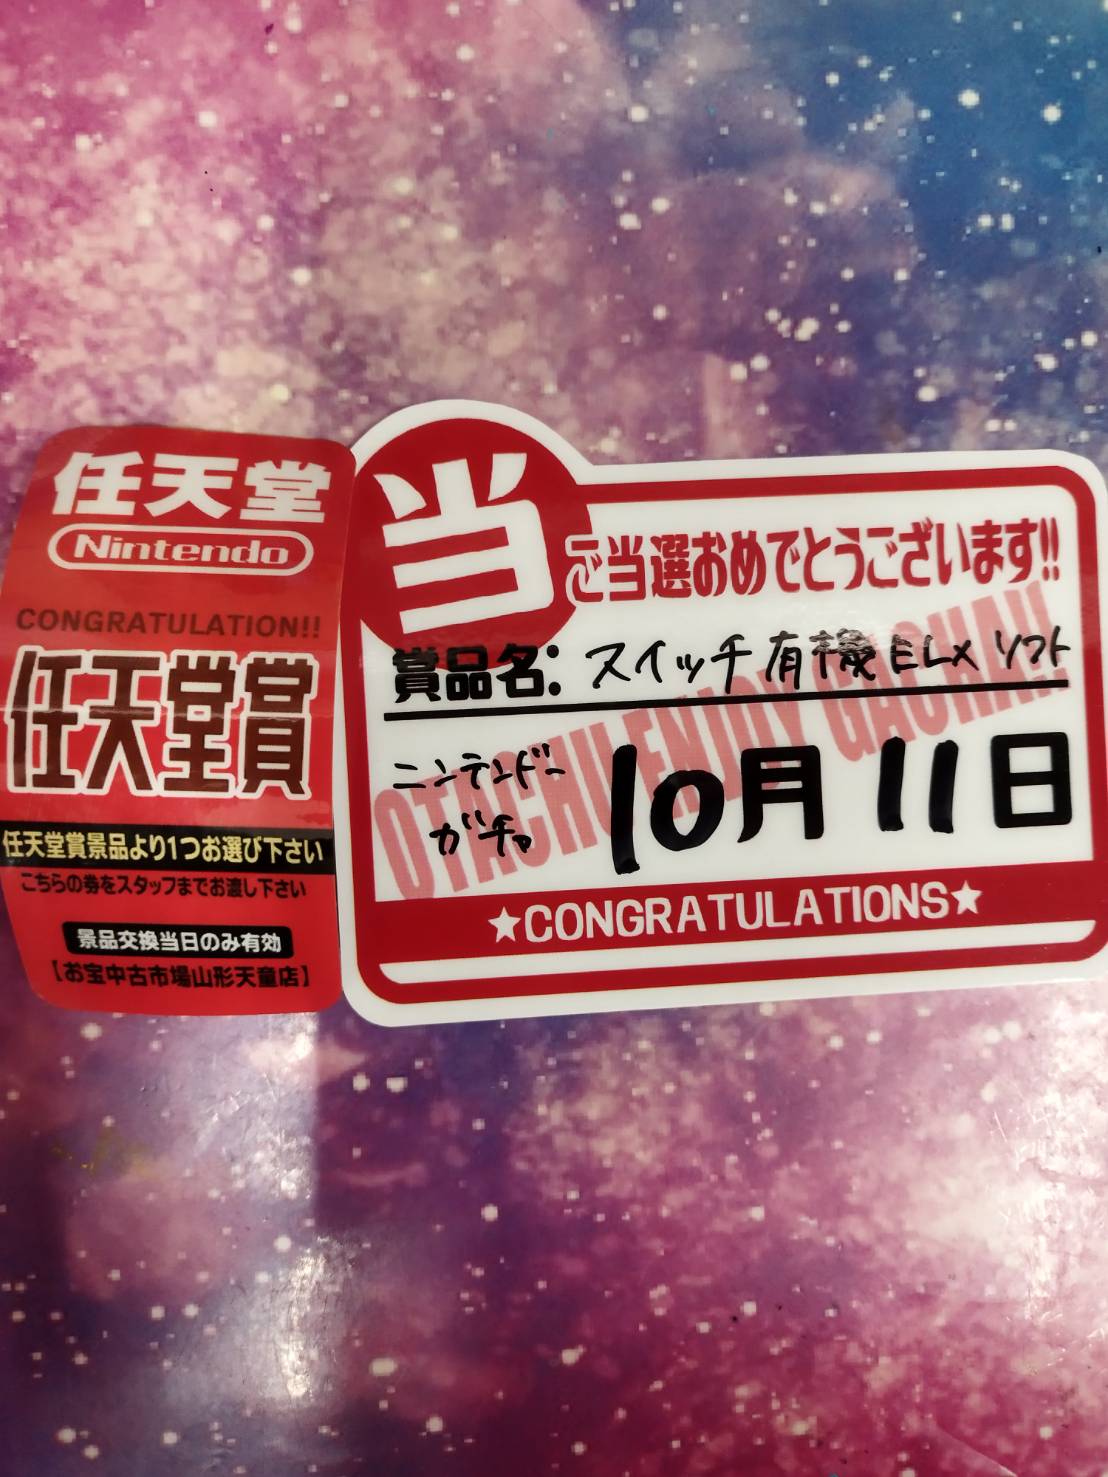 任天堂
Nintendo
CONGRATULATION!!
任天堂賞
任天堂賞景品より1つお選び下さい
こちらの券をスタッフまでお渡し下さい
景品交換当日のみ有効
【お宝中古市場山形天童店】
当
ご当選おめでとうございます!!
賞品名: スイッチ有機ELxソフト
OTACHU ENJOY GACHA!!
ニンテンドー
ガチャ
10月11日
★CONGRATULATIONS★